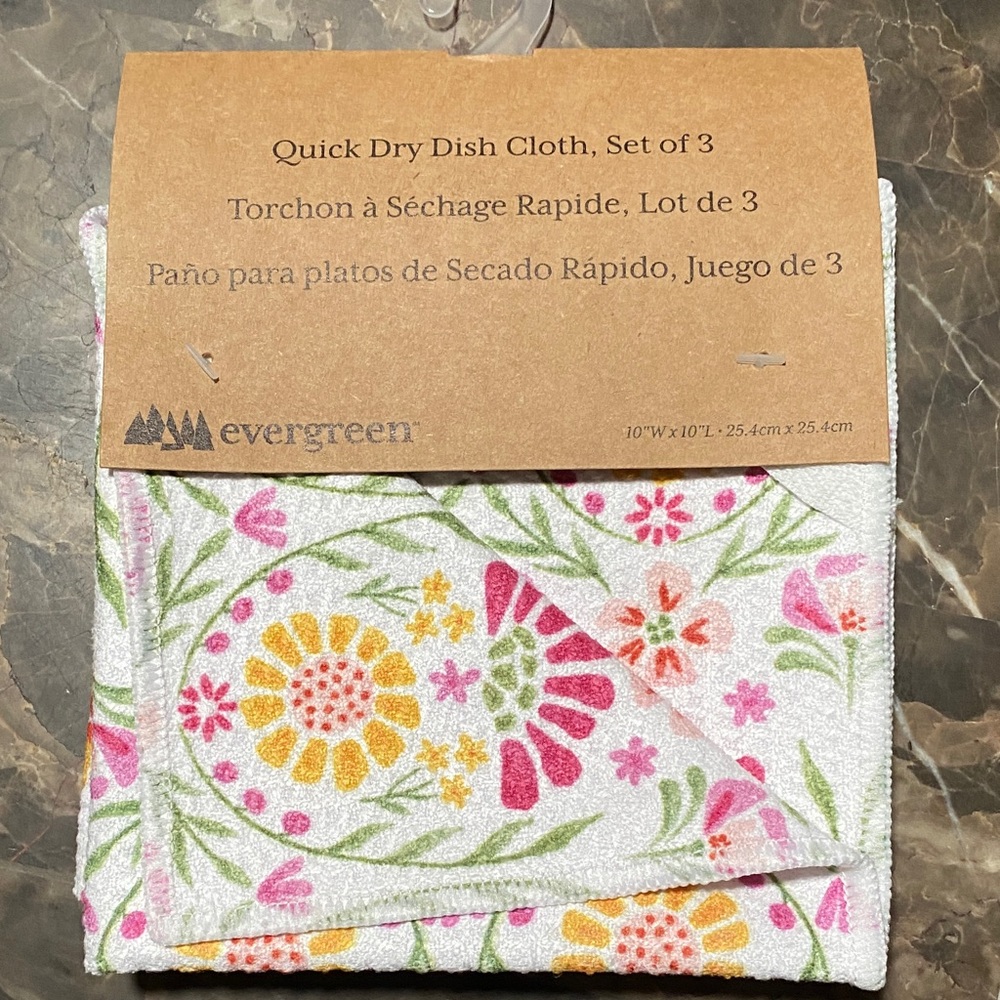 Quick Dry Dish Cloth, Set of 3
Torchon à Séchage Rapide, Lot de 3
Paño para platos de Secado Rápido, Juego de 3
evergreen™
10"W x 10"L · 25.4cm x 25.4cm